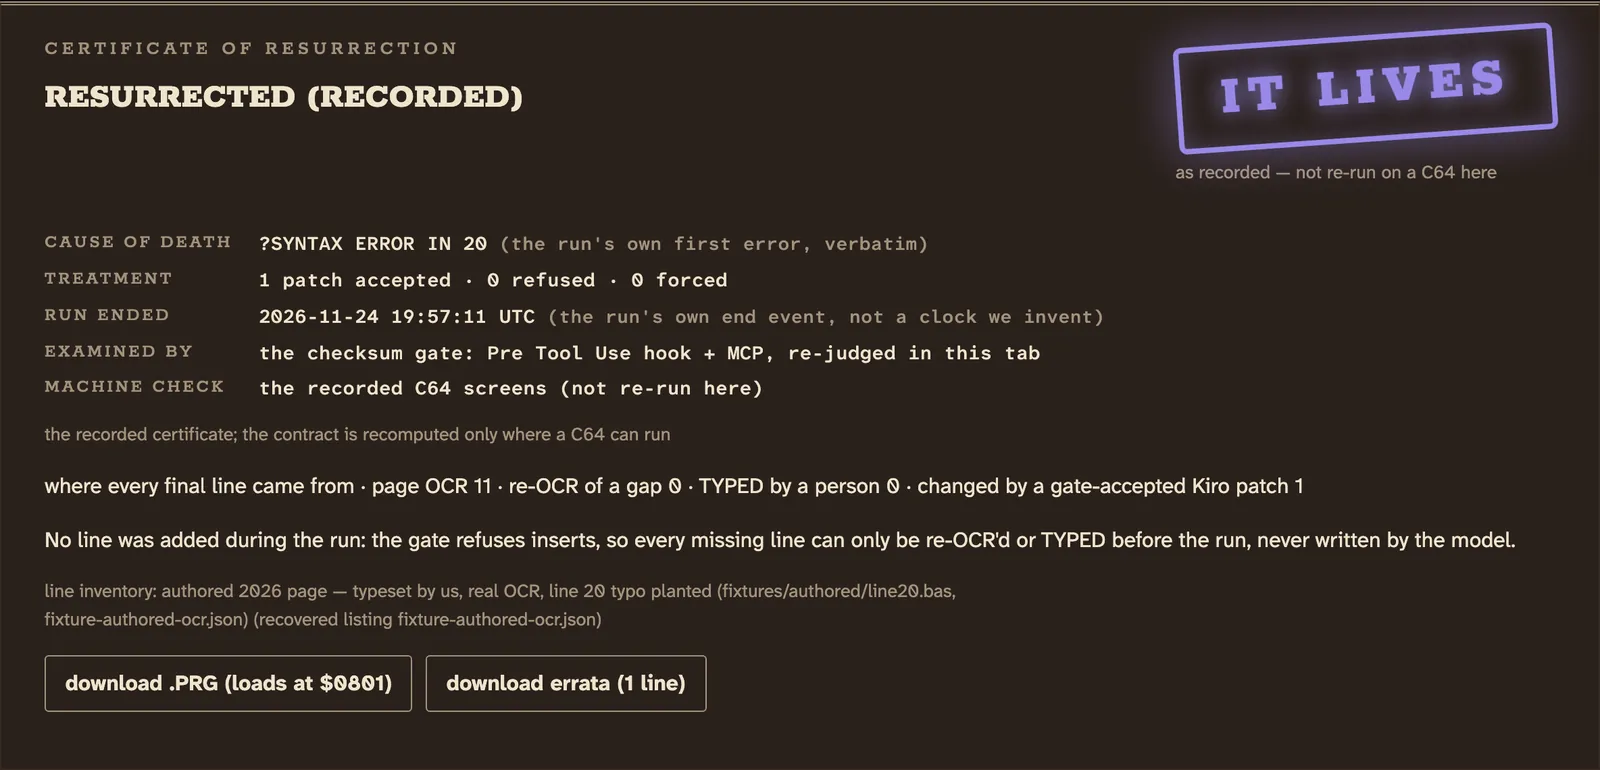 CERTIFICATE OF RESURRECTION
RESURRECTED (RECORDED)
IT LIVES
as recorded — not re-run on a C64 here
CAUSE OF DEATH ?SYNTAX ERROR IN 20 (the run's own first error, verbatim)
TREATMENT 1 patch accepted · 0 refused · 0 forced
RUN ENDED 2026-11-24 19:57:11 UTC (the run's own end event, not a clock we invent)
EXAMINED BY the checksum gate: Pre Tool Use hook + MCP, re-judged in this tab
MACHINE CHECK the recorded C64 screens (not re-run here)
the recorded certificate; the contract is recomputed only where a C64 can run
where every final line came from · page OCR 11 · re-OCR of a gap 0 · TYPED by a person 0 · changed by a gate-accepted Kiro patch 1
No line was added during the run: the gate refuses inserts, so every missing line can only be re-OCR'd or TYPED before the run, never written by the model.
line inventory: authored 2026 page — typeset by us, real OCR, line 20 typo planted (fixtures/authored/line20.bas,
fixture-authored-ocr.json) (recovered listing fixture-authored-ocr.json)
download .PRG (loads at $0801) download errata (1 line)